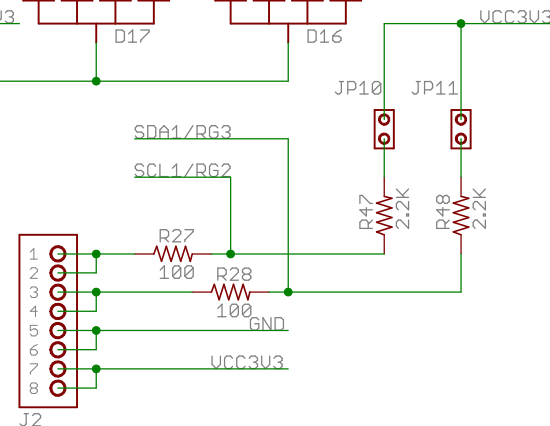 V3
D17
D16
VCC3V3
JP10
JP11
SDA1/RG3
SCL1/RG2
R47
2.2K
R48
2.2K
R27
100
R28
100
1
2
3
4
5
6
7
8
GND
VCC3V3
J2